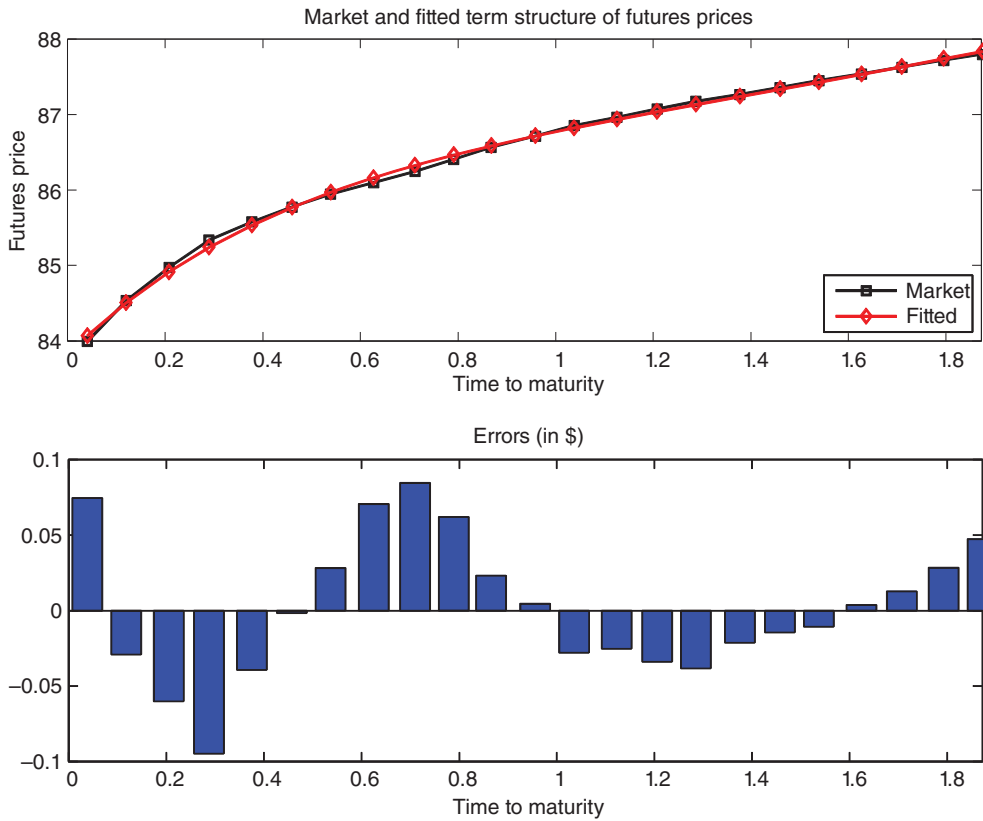 Market and fitted term structure of futures prices
88
87
86
85
84
Futures price
Market
Fitted
0 0.2 0.4 0.6 0.8 1 1.2 1.4 1.6 1.8
Time to maturity
Errors (in $)
0.1
0.05
0
−0.05
−0.1
0 0.2 0.4 0.6 0.8 1 1.2 1.4 1.6 1.8
Time to maturity